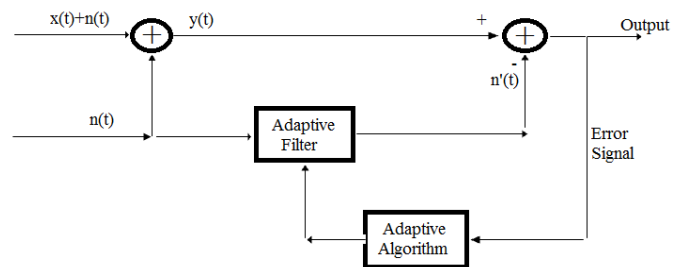 x(t)+n(t)
y(t)
+
Output
+
+
-
n'(t)
n(t)
Adaptive
Filter
Error
Signal
Adaptive
Algorithm